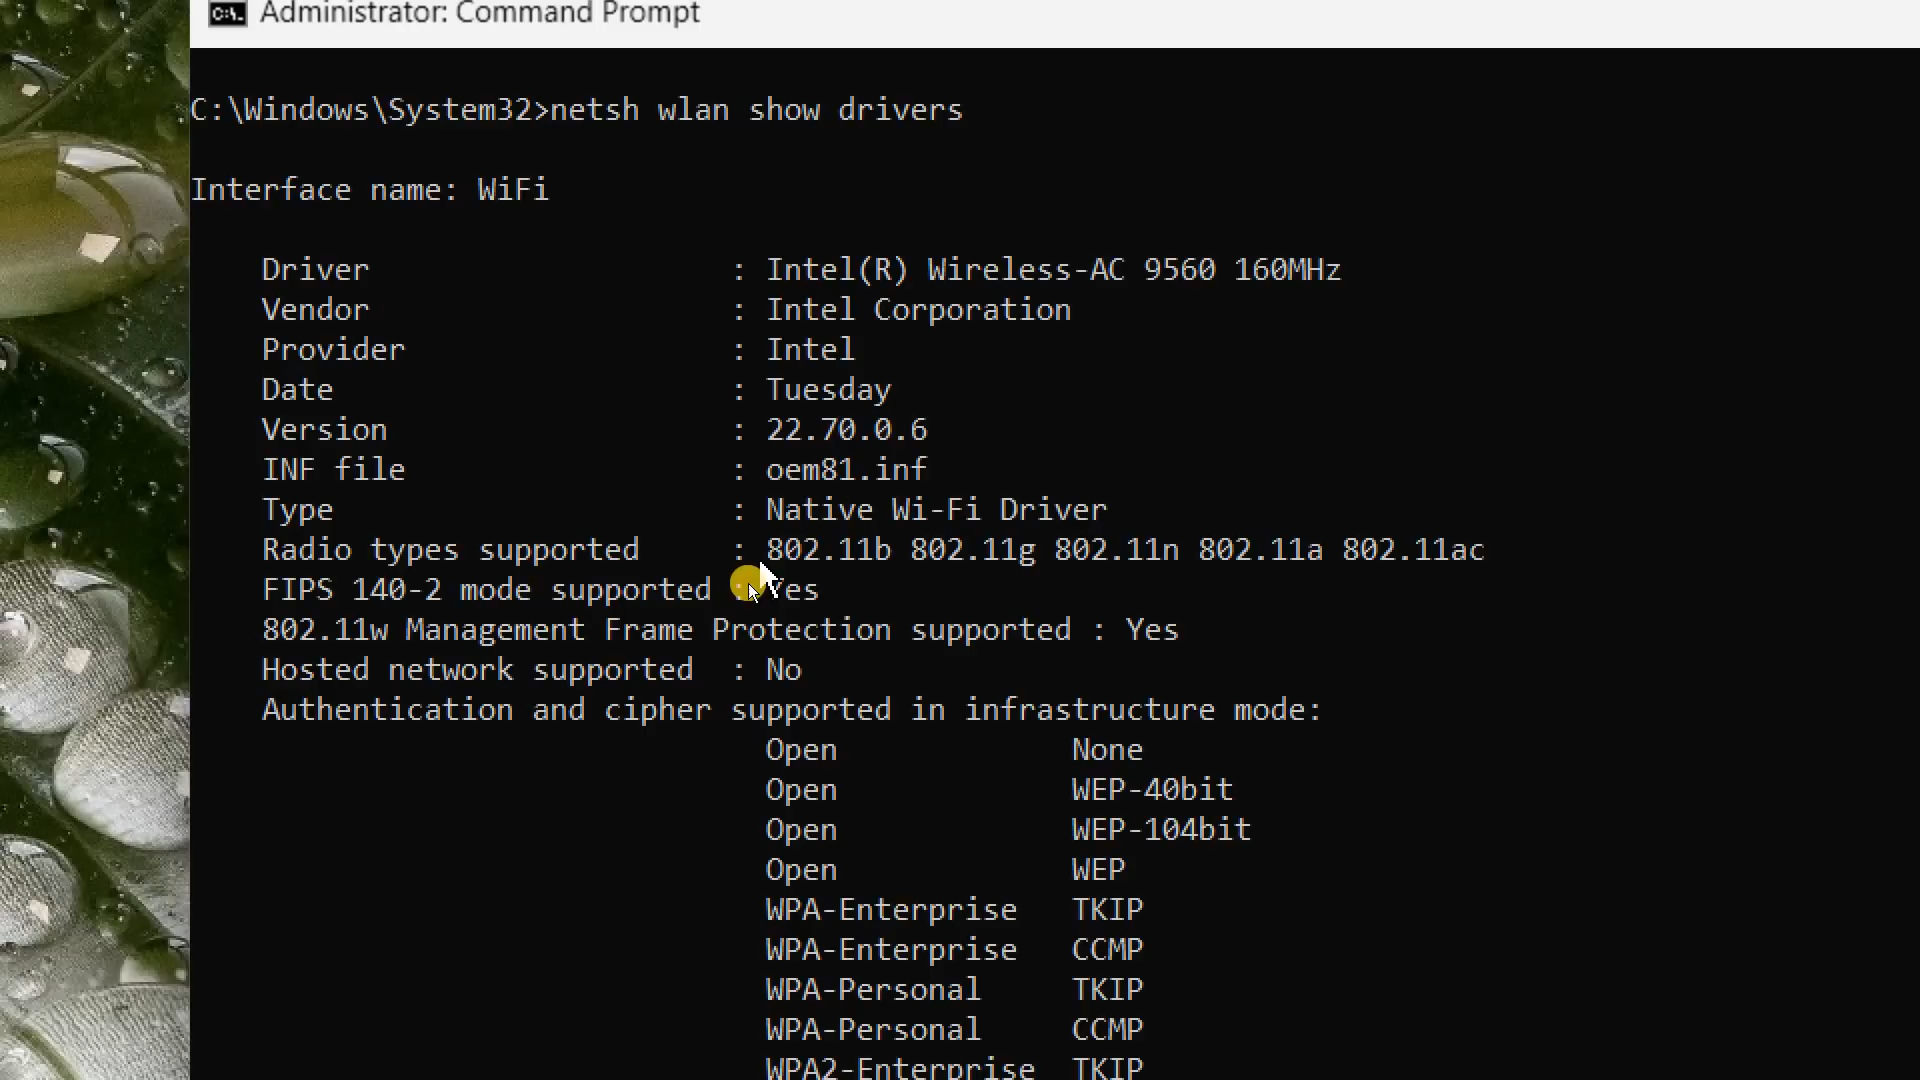 Administrator: Command Prompt
C:\Windows\System32>netsh wlan show drivers
Interface name: WiFi
Driver : Intel(R) Wireless-AC 9560 160MHz
Vendor : Intel Corporation
Provider : Intel
Date : Tuesday
Version : 22.70.0.6
INF file : oem81.inf
Type : Native Wi-Fi Driver
Radio types supported : 802.11b 802.11g 802.11n 802.11a 802.11ac
FIPS 140-2 mode supported : Yes
802.11w Management Frame Protection supported : Yes
Hosted network supported : No
Authentication and cipher supported in infrastructure mode:
Open None
Open WEP-40bit
Open WEP-104bit
Open WEP
WPA-Enterprise TKIP
WPA-Enterprise CCMP
WPA-Personal TKIP
WPA-Personal CCMP
WPA2-Enterprise TKIP